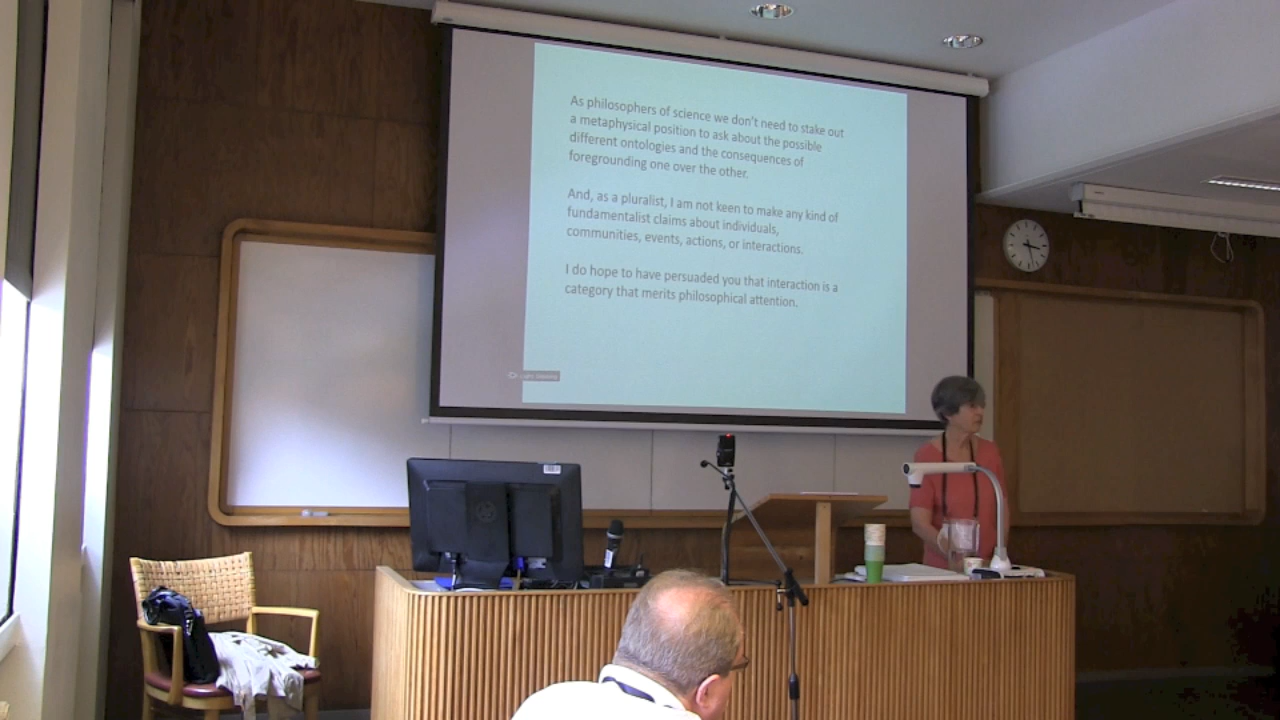 As philosophers of science we don't need to stake out
a metaphysical position to ask about the possible
different ontologies and the consequences of
foregrounding one over the other.
And, as a pluralist, I am not keen to make any kind of
fundamentalist claims about individuals,
communities, events, actions, or interactions.
I do hope to have persuaded you that interaction is a
category that merits philosophical attention.